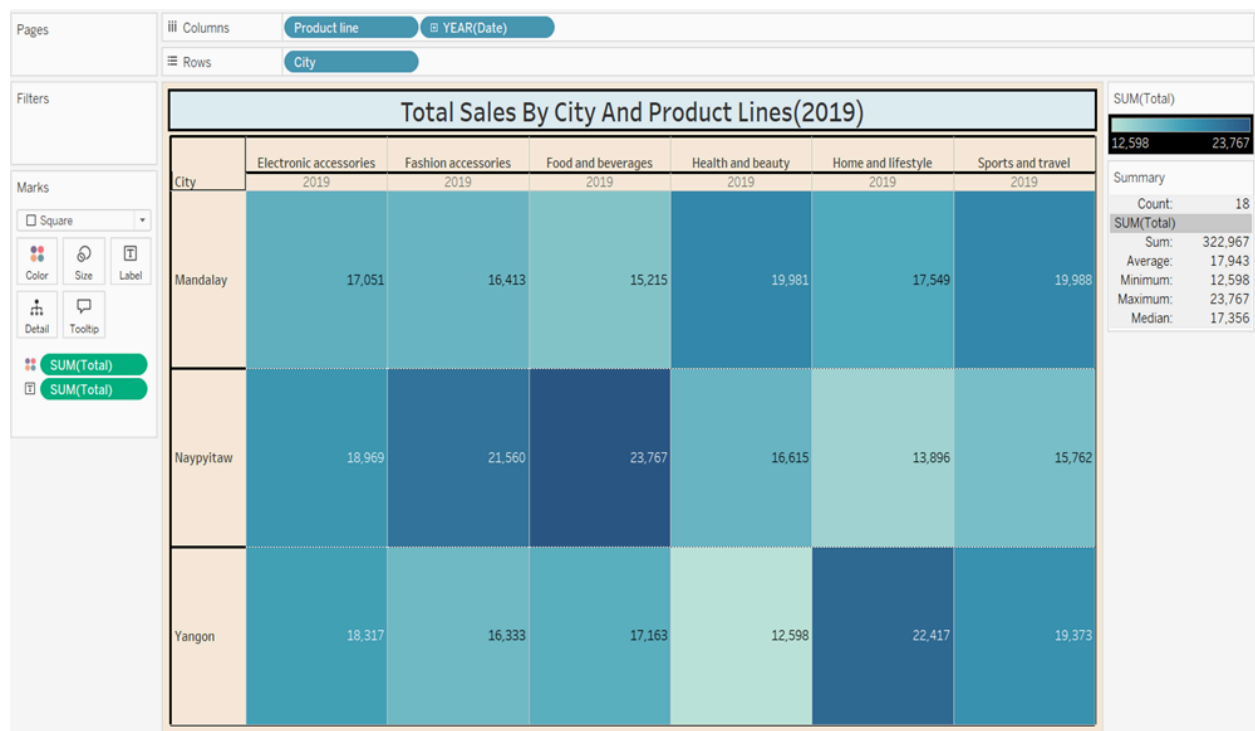 Pages
Columns Product line YEAR(Date)
Rows City
Filters
Marks
Square
Color Size Label
Detail Tooltip
SUM(Total)
SUM(Total)
Total Sales By City And Product Lines(2019)
City Electronic accessories Fashion accessories Food and beverages Health and beauty Home and lifestyle Sports and travel
2019 2019 2019 2019 2019 2019
Mandalay 17,051 16,413 15,215 19,981 17,549 19,988
Naypyitaw 18,969 21,560 23,767 16,615 13,896 15,762
Yangon 18,317 16,333 17,163 12,598 22,417 19,373
SUM(Total)
12,598 23,767
Summary
Count: 18
SUM(Total)
Sum: 322,967
Average: 17,943
Minimum: 12,598
Maximum: 23,767
Median: 17,356